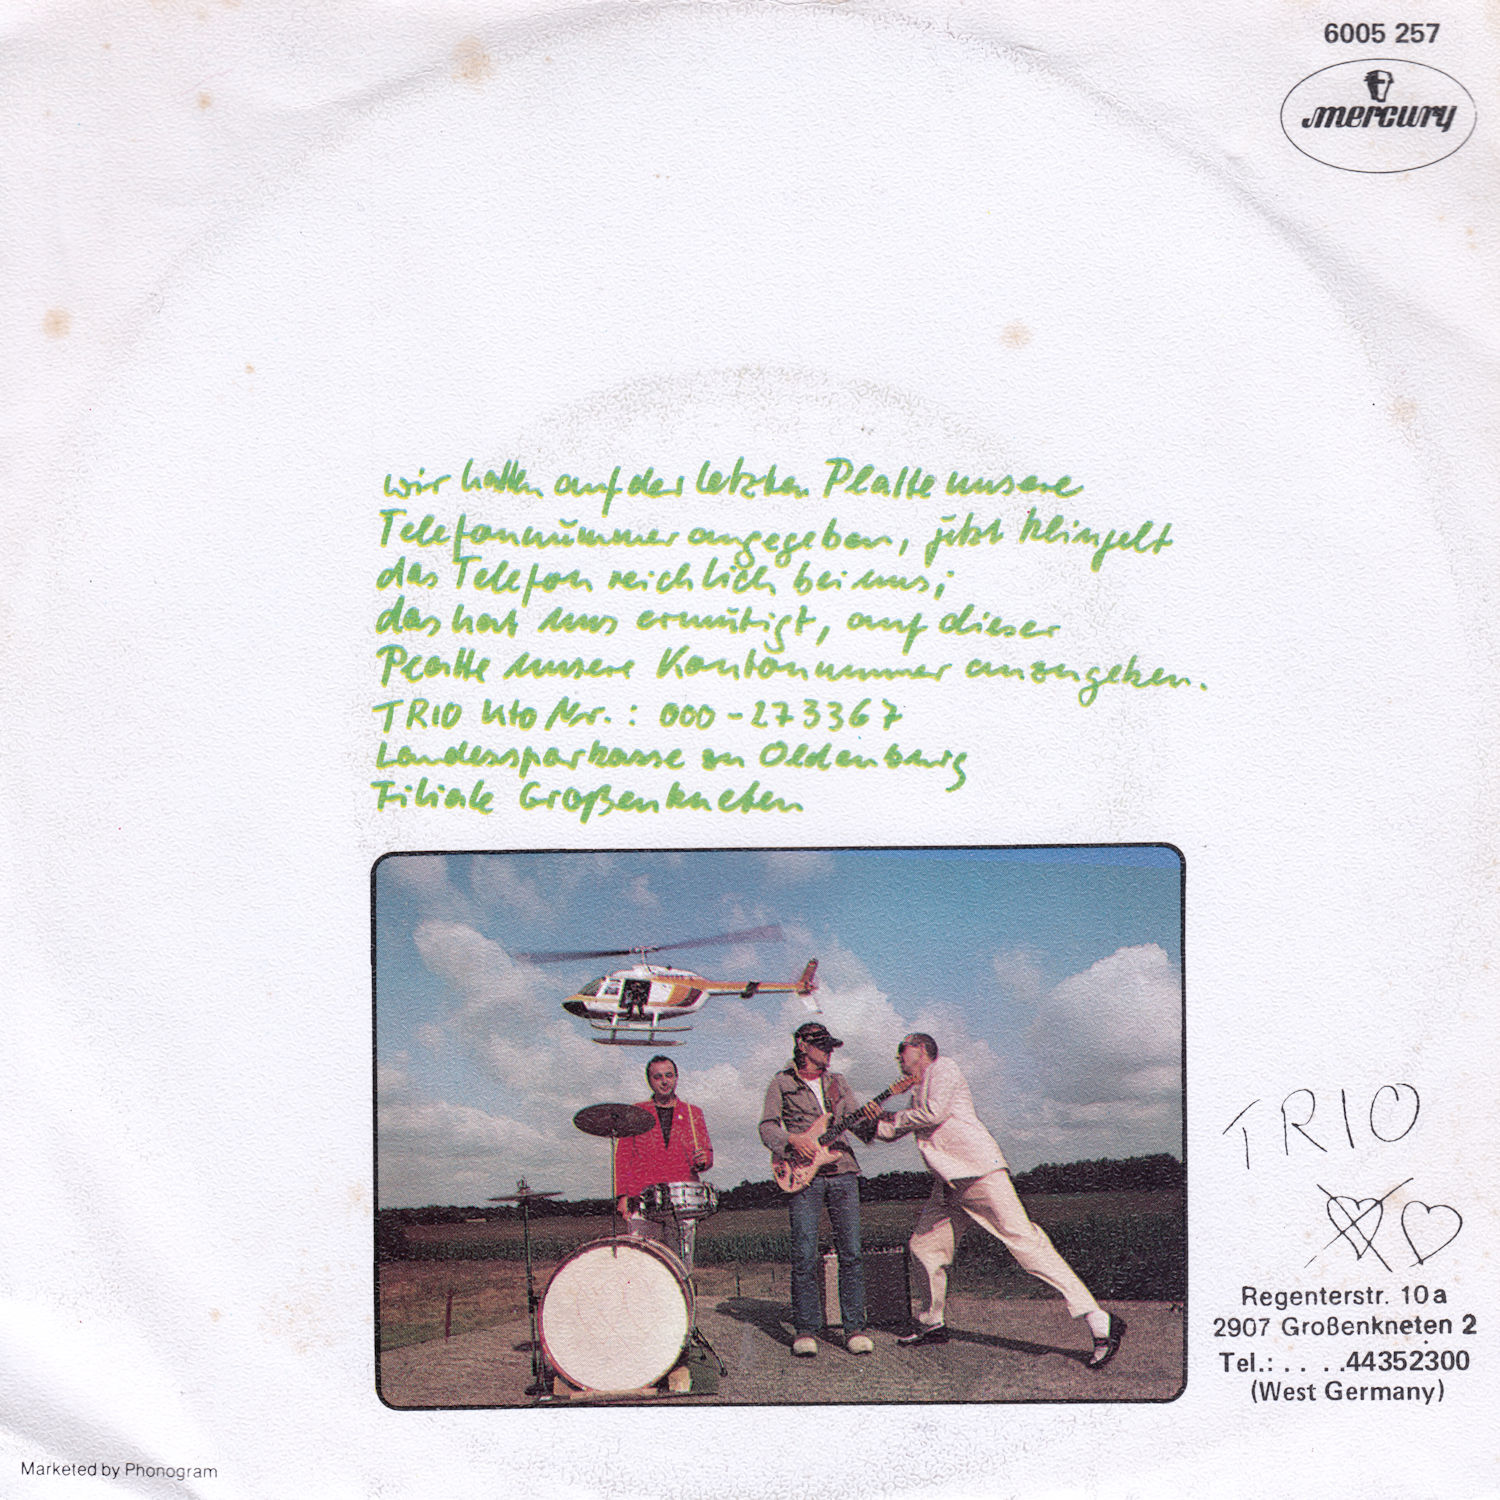 6005 257
mercury
wir hatten auf der letzten Platte unsere
Telefonnummer angegeben, jetzt klingelt
das Telefon reichlich bei uns;
das hat uns ermutigt, auf dieser
Platte unsere Kontonummer anzugeben.
TRIO Kto Nr.: 000-273367
Landessparkasse zu Oldenburg
Filiale Großenkneten
TRIO
Regenterstr. 10a
2907 Großenkneten 2
Tel.: . . . .44352300
(West Germany)
Marketed by Phonogram